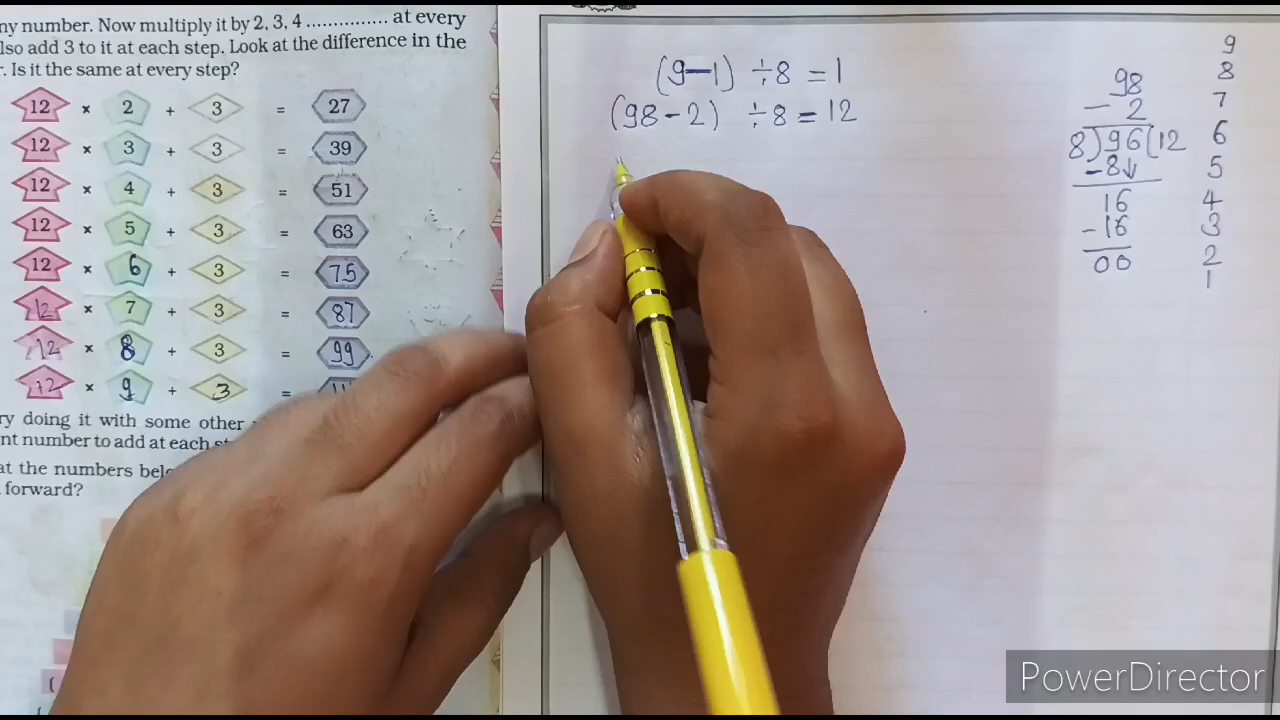 ny number. Now multiply it by 2, 3, 4 ............... at every
lso add 3 to it at each step. Look at the difference in the
r. Is it the same at every step?
12 × 2 + 3 = 27
12 × 3 + 3 = 39
12 × 4 + 3 = 51
12 × 5 + 3 = 63
12 × 6 + 3 = 75
12 × 7 + 3 = 87
12 × 8 + 3 = 99
12 × 9 + 3 =
ry doing it with some other
nt number to add at each
at the numbers
forward?
(9-1) ÷8 = 1
(98-2) ÷8 = 12
98
- 2
8)96(12
-8↓
16
-16
00
9
8
7
6
5
4
3
2
1
PowerDirector